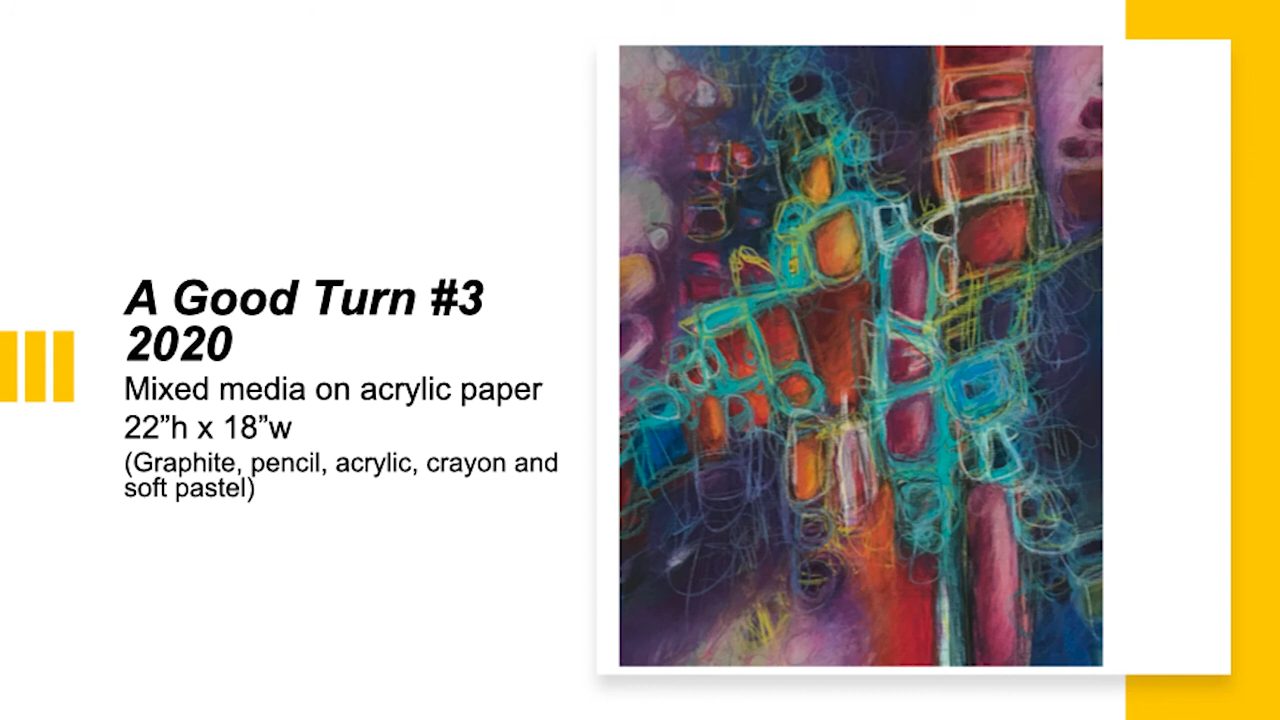 A Good Turn #3
2020
Mixed media on acrylic paper
22”h x 18”w
(Graphite, pencil, acrylic, crayon and
soft pastel)